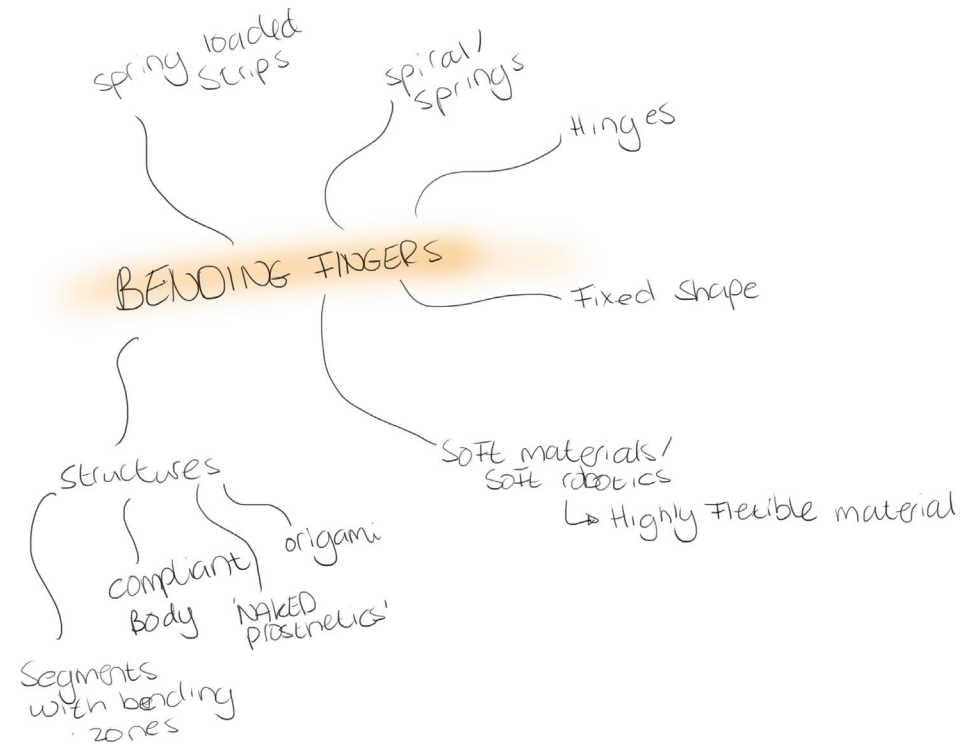 spring loaded
strips
spiral/
springs
Hinges
BENDING FINGERS
Fixed shape
structures
soft materials/
soft robotics
↳ Highly Flexible material
origami
compliant
Body
'NAKED
prosthetics'
Segments
with bending
zones